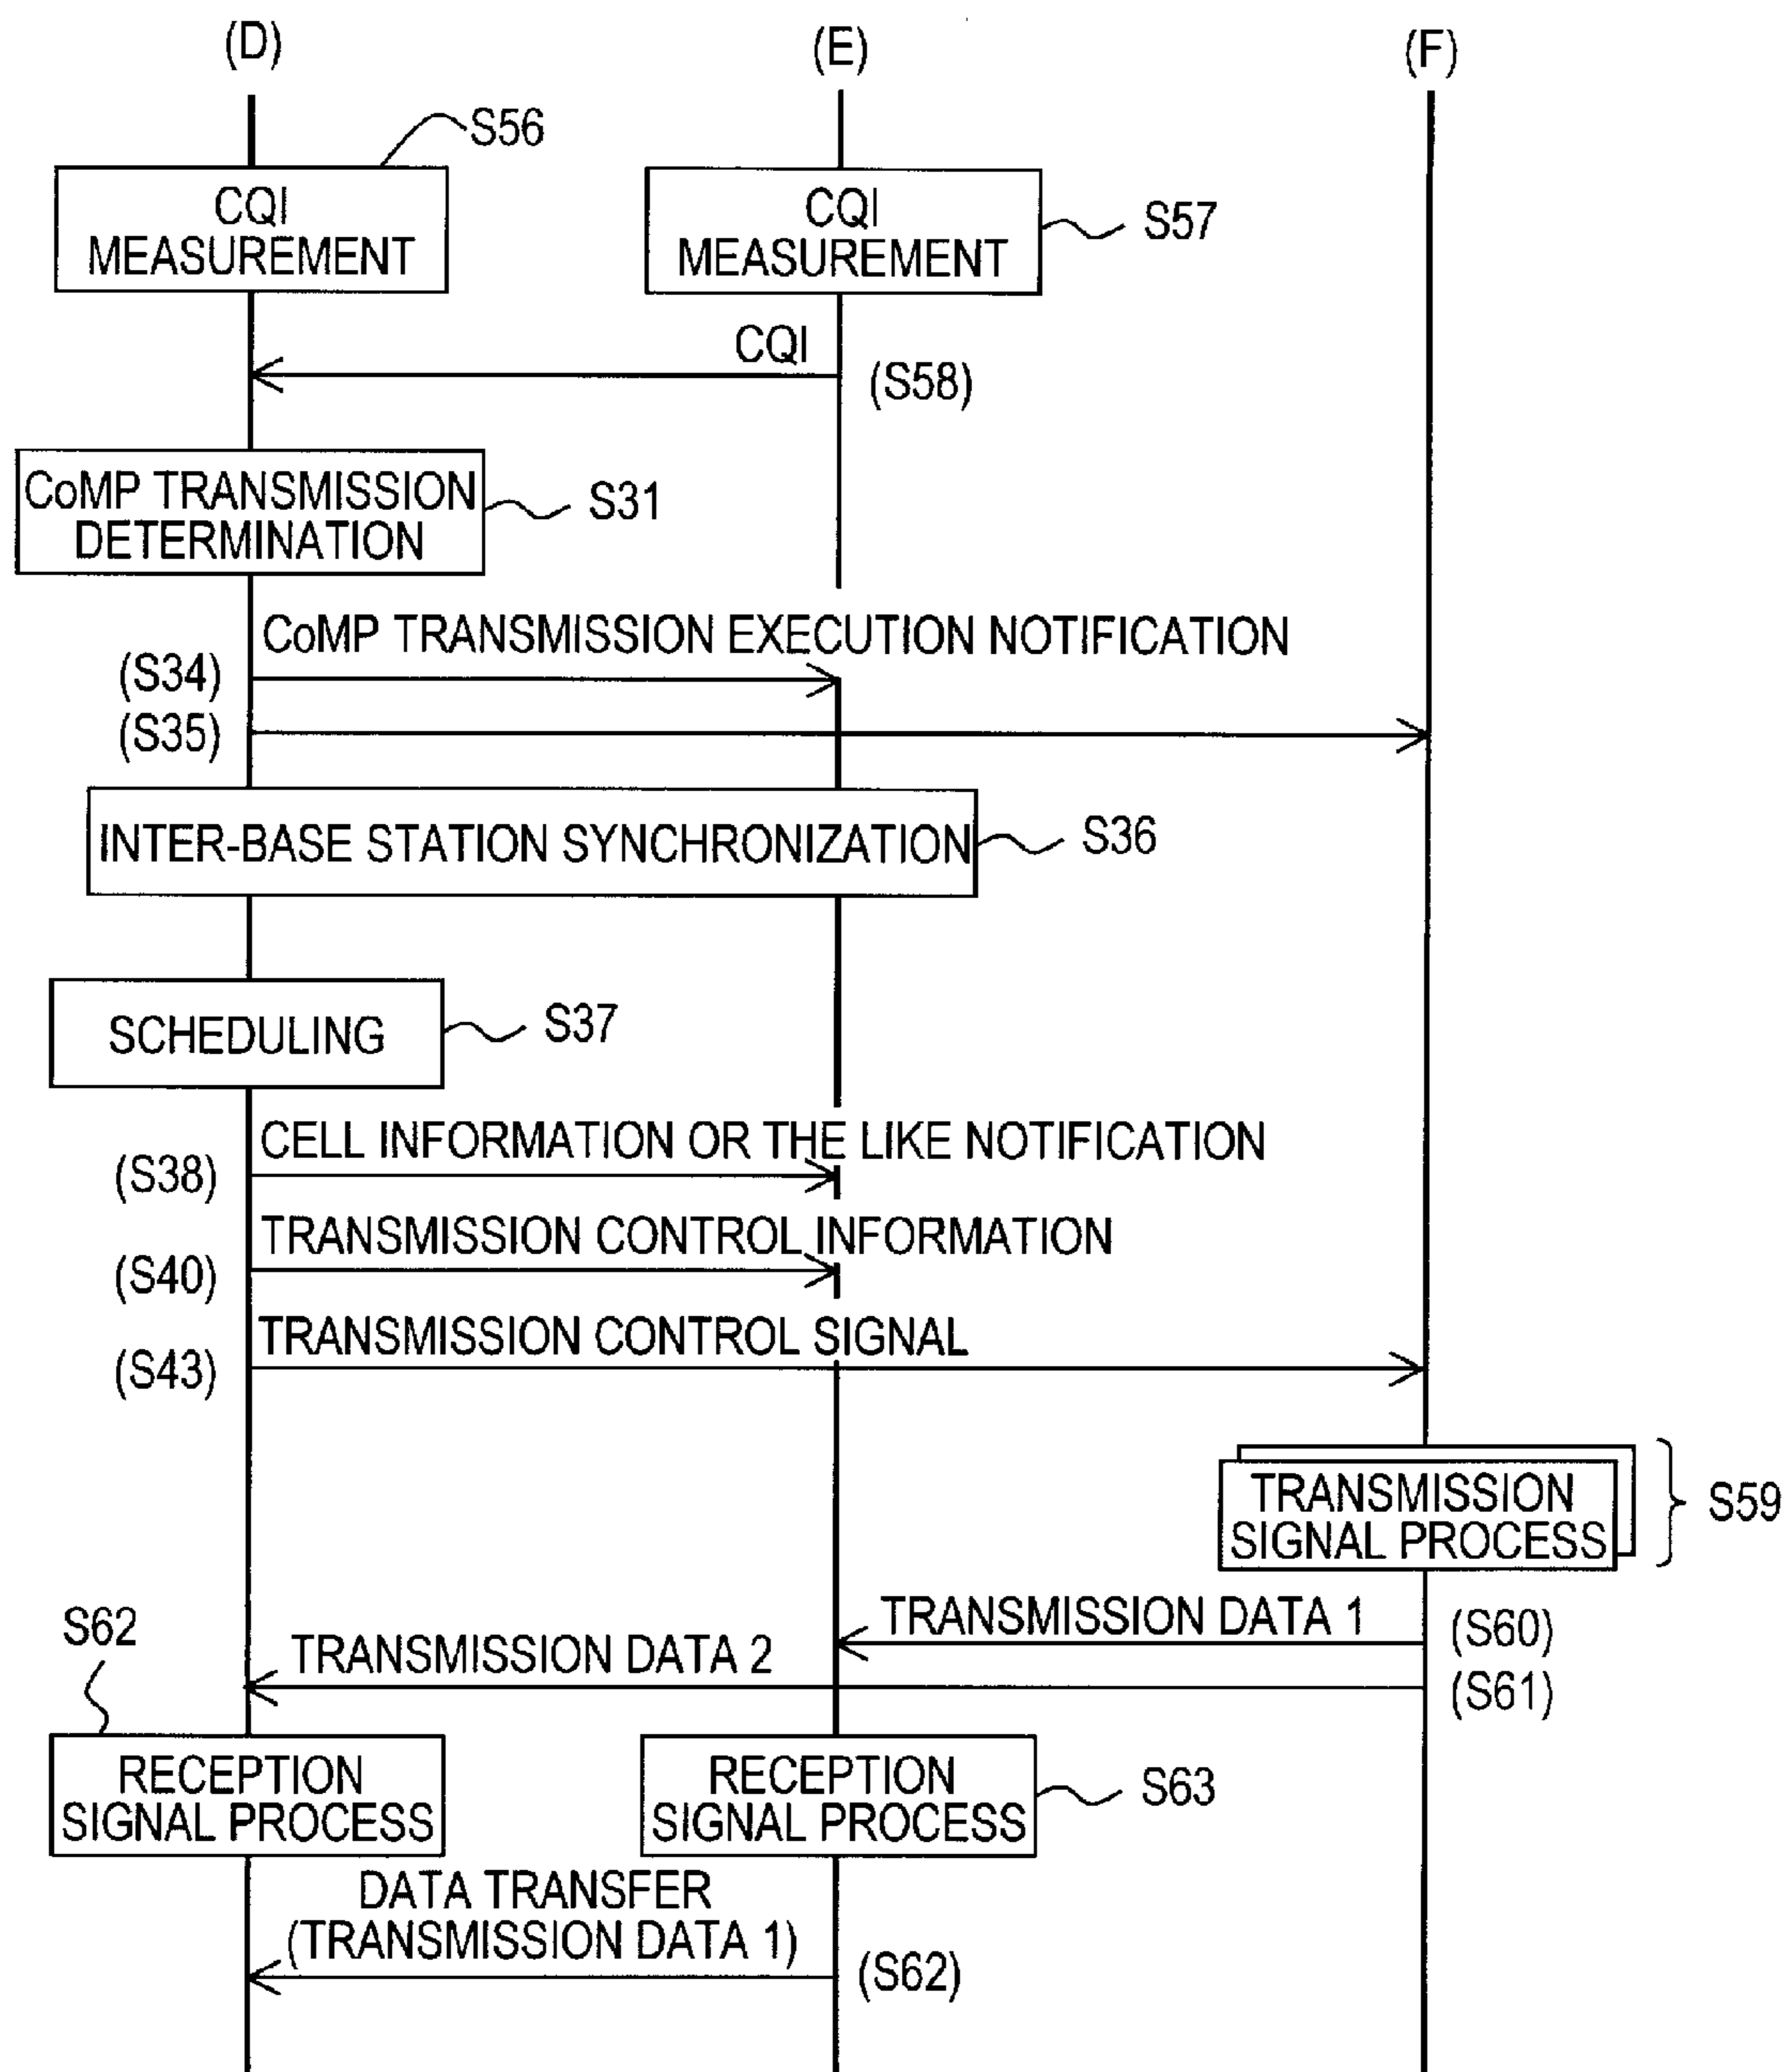 (D)
(E)
(F)
S56
CQI
MEASUREMENT
CQI
MEASUREMENT
S57
CQI
(S58)
CoMP TRANSMISSION
DETERMINATION
S31
CoMP TRANSMISSION EXECUTION NOTIFICATION
(S34)
(S35)
INTER-BASE STATION SYNCHRONIZATION
S36
SCHEDULING
S37
CELL INFORMATION OR THE LIKE NOTIFICATION
(S38)
TRANSMISSION CONTROL INFORMATION
(S40)
TRANSMISSION CONTROL SIGNAL
(S43)
TRANSMISSION
SIGNAL PROCESS
S59
TRANSMISSION DATA 1
(S60)
S62
TRANSMISSION DATA 2
(S61)
RECEPTION
SIGNAL PROCESS
RECEPTION
SIGNAL PROCESS
S63
DATA TRANSFER
(TRANSMISSION DATA 1)
(S62)